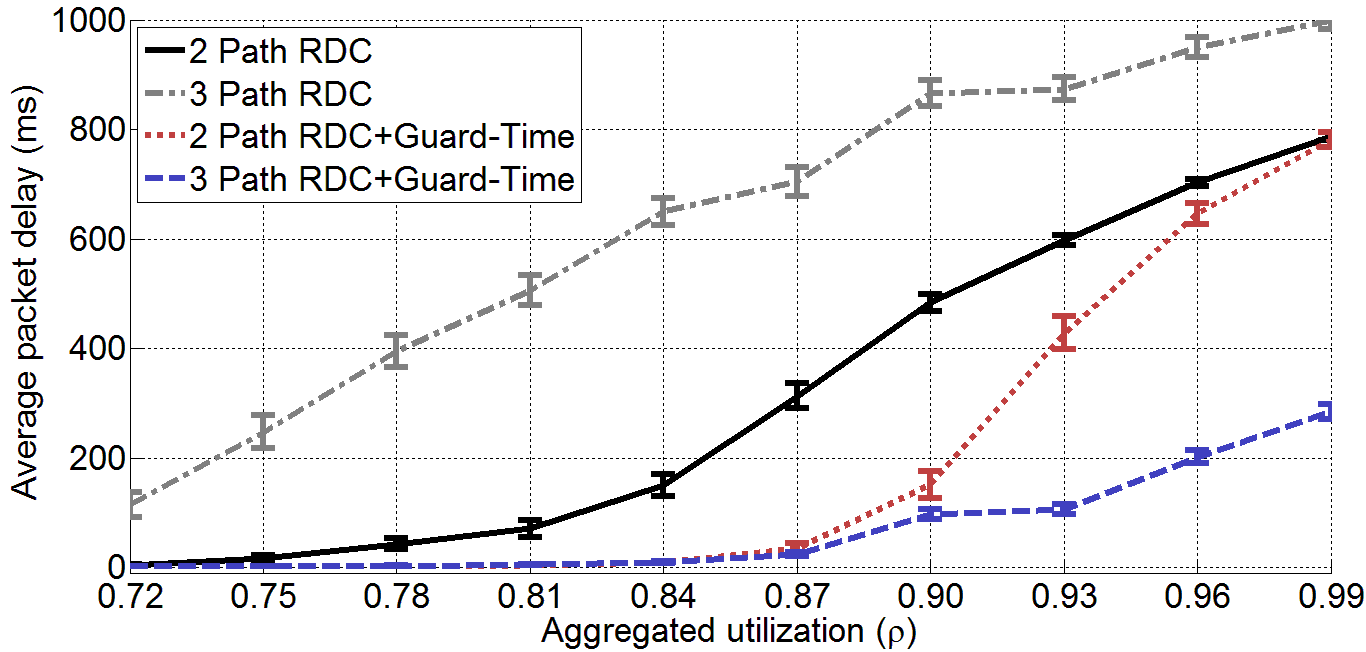 Average packet delay (ms)
1000
800
600
400
200
0
2 Path RDC
3 Path RDC
2 Path RDC+Guard-Time
3 Path RDC+Guard-Time
0.72 0.75 0.78 0.81 0.84 0.87 0.90 0.93 0.96 0.99
Aggregated utilization (ρ)